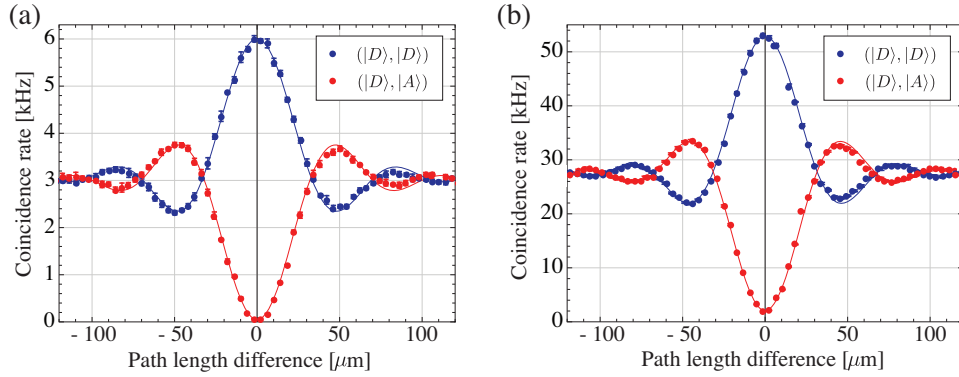 (a)
(|D⟩, |D⟩)
(|D⟩, |A⟩)
Coincidence rate [kHz]
6
5
4
3
2
1
0
- 100
- 50
0
50
100
Path length difference [μm]
(b)
(|D⟩, |D⟩)
(|D⟩, |A⟩)
Coincidence rate [kHz]
50
40
30
20
10
0
- 100
- 50
0
50
100
Path length difference [μm]